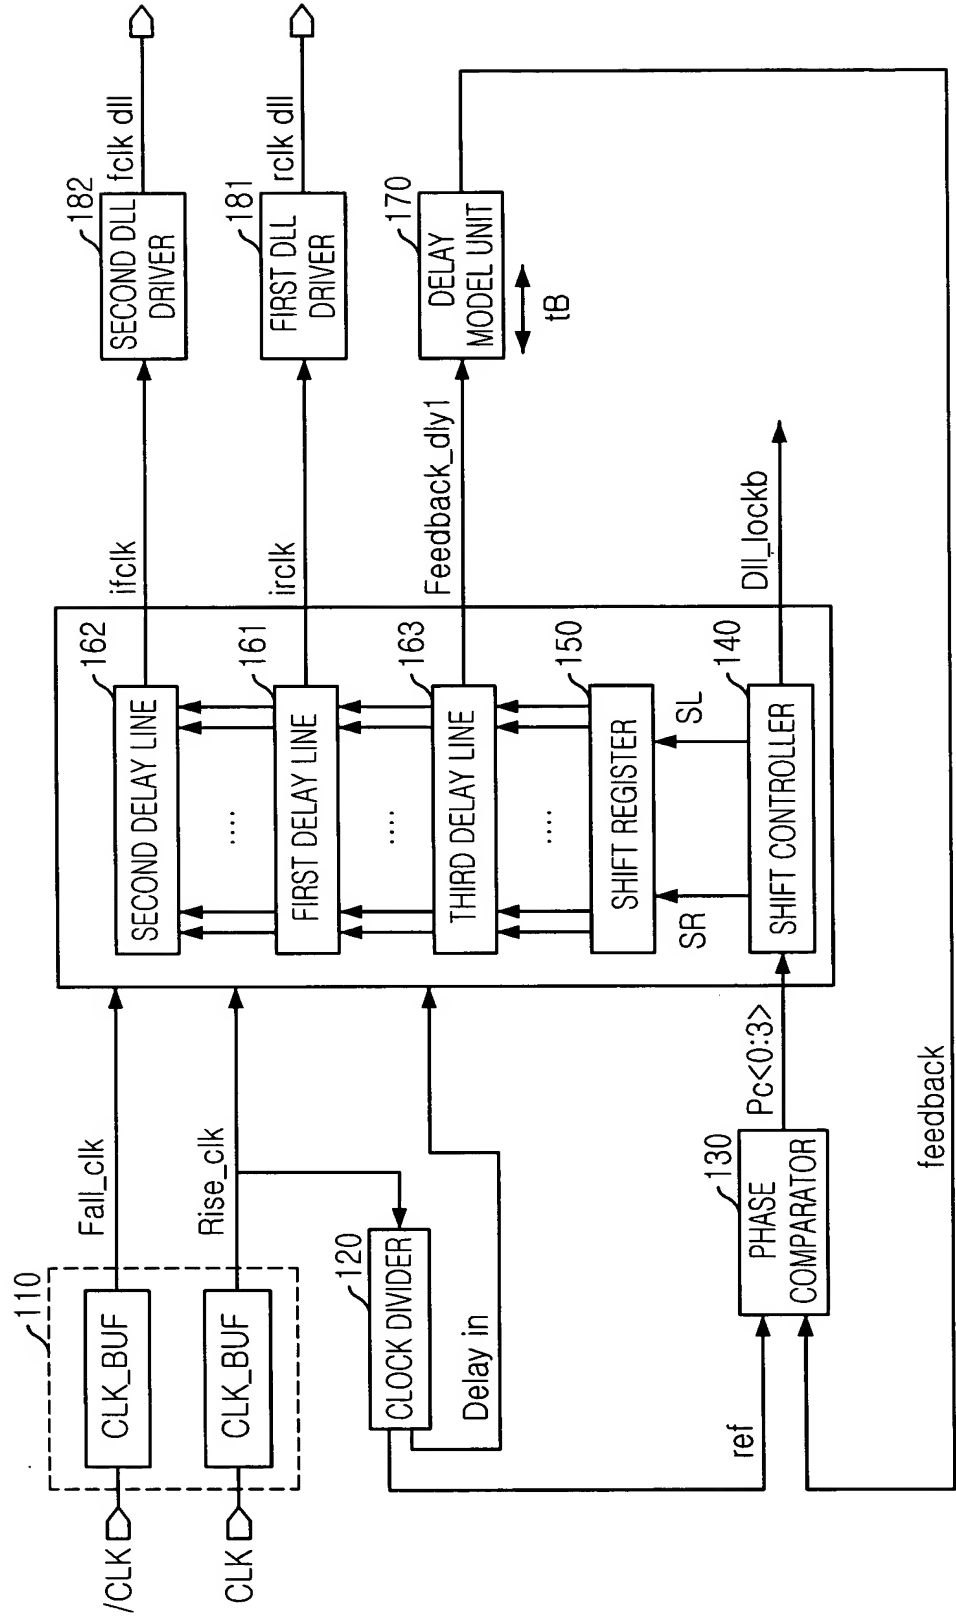 /CLK
CLK
110
CLK_BUF
CLK_BUF
Fall_clk
Rise_clk
120
CLOCK DIVIDER
Delay in
ref
130
PHASE
COMPARATOR
Pc<0:3>
feedback
162
SECOND DELAY LINE
....
161
FIRST DELAY LINE
....
163
THIRD DELAY LINE
....
150
SHIFT REGISTER
SR
SL
140
SHIFT CONTROLLER
ifclk
irclk
Feedback_dly1
Dll_lockb
182
SECOND DLL
DRIVER
fclk dll
181
FIRST DLL
DRIVER
rclk dll
170
DELAY
MODEL UNIT
tB